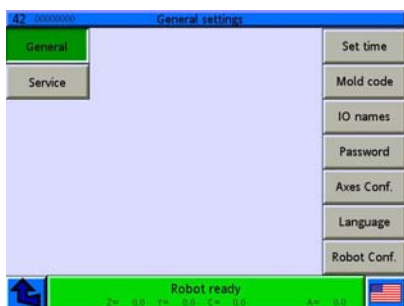 42 00000000 General settings
General
Set time
Service
Mold code
IO names
Password
Axes Conf.
Language
Robot Conf.
Robot ready
Z= 0.0 Y= 0.0 C= 0.0 A= 0.0